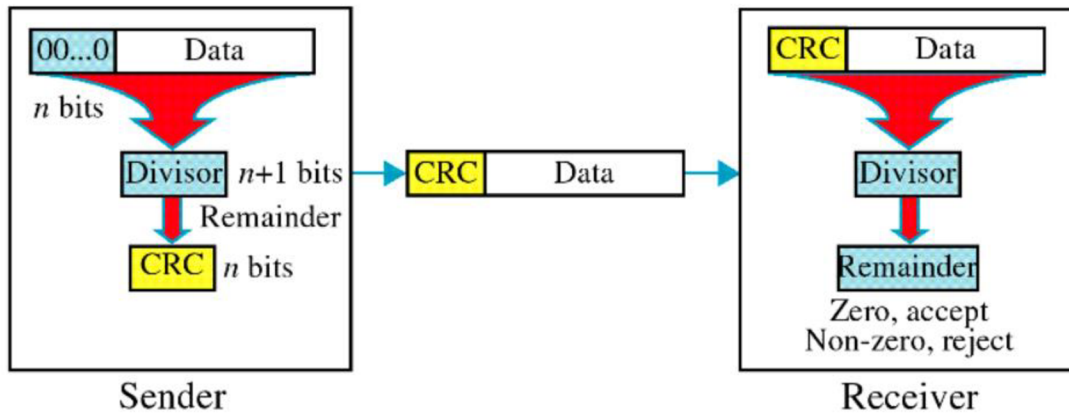 00...0 Data
n bits
Divisor n+1 bits
Remainder
CRC n bits
Sender
CRC Data
CRC Data
Divisor
Remainder
Zero, accept
Non-zero, reject
Receiver